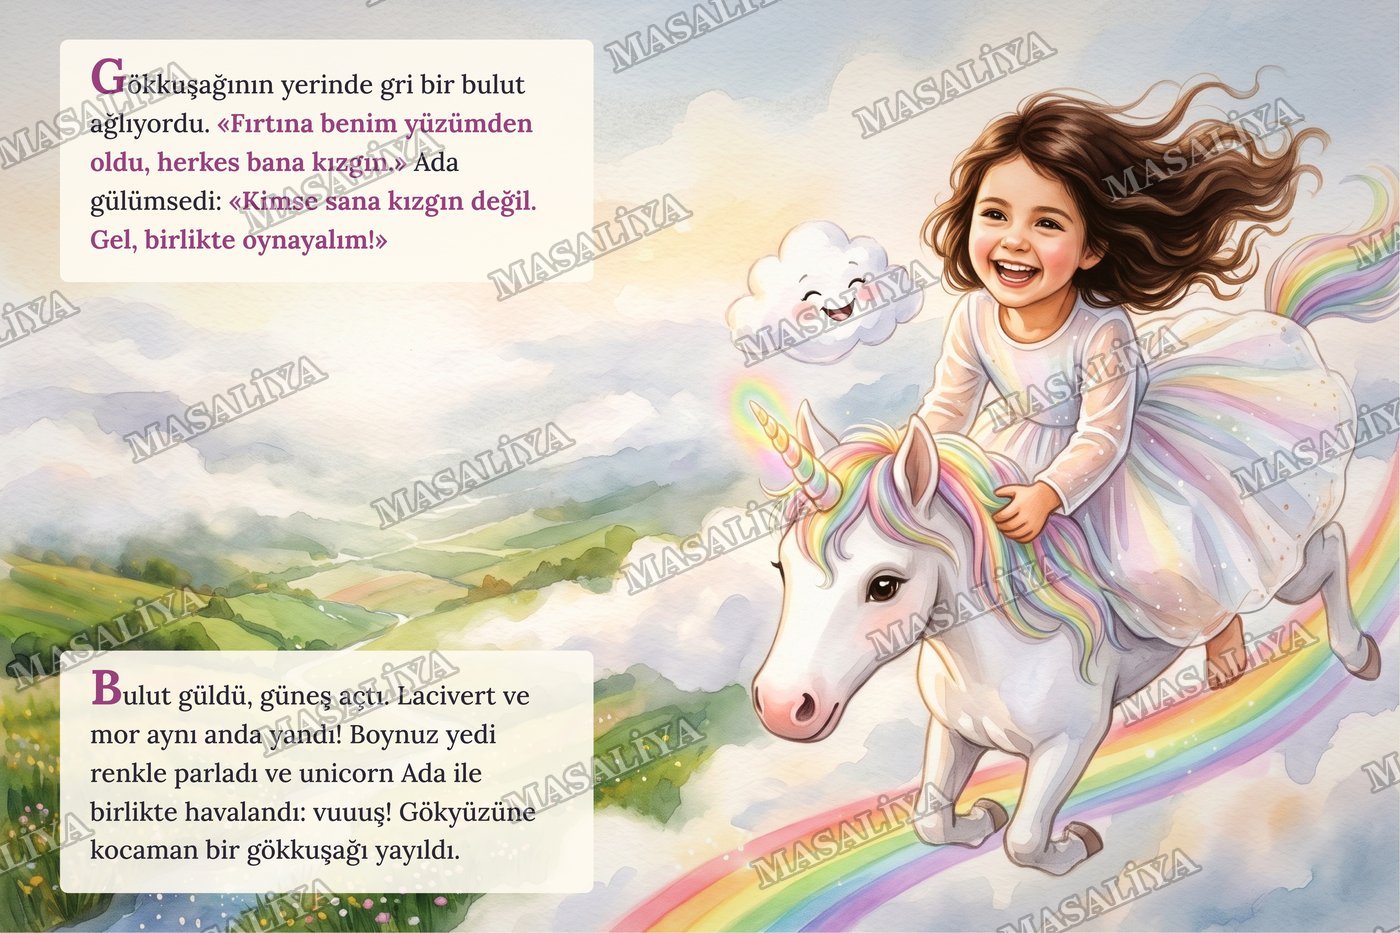 Gökkuşağının yerinde gri bir bulut
ağlıyordu. «Fırtına benim yüzümden
oldu, herkes bana kızgın.» Ada
gülümsedi: «Kimse sana kızgın değil.
Gel, birlikte oynayalım!»
Bulut güldü, güneş açtı. Lacivert ve
mor aynı anda yandı! Boynuz yedi
renkle parladı ve unicorn Ada ile
birlikte havalandı: vuuuş! Gökyüzüne
kocaman bir gökkuşağı yayıldı.
MASALİYA